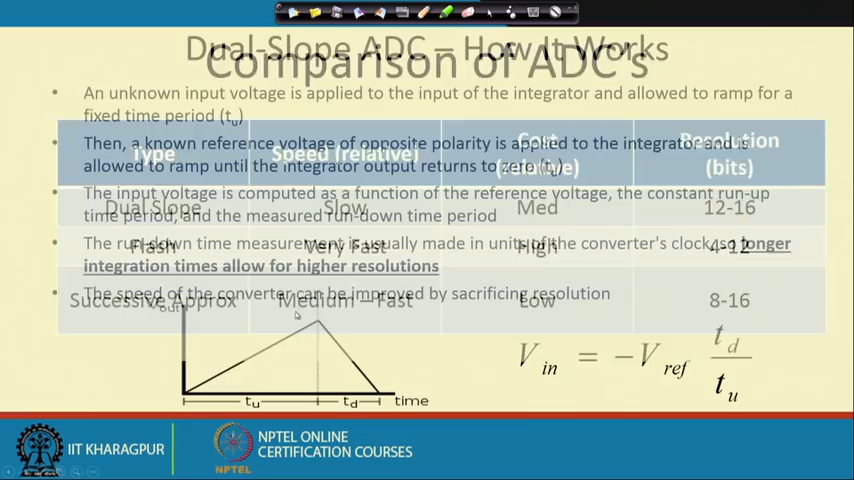 Dual-Slope ADC – How It Works
Comparison of ADC's
• An unknown input voltage is applied to the input of the integrator and allowed to ramp for a
fixed time period (tu)
• Then, a known reference voltage of opposite polarity is applied to the integrator and is
allowed to ramp until the integrator output returns to zero (td)
• The input voltage is computed as a function of the reference voltage, the constant run-up
time period, and the measured run-down time period
• The run-down time measurement is usually made in units of the converter's clock, so longer
integration times allow for higher resolutions
• The speed of the converter can be improved by sacrificing resolution
Type Speed (relative) Cost (relative) Resolution (bits)
Dual Slope Slow Med 12-16
Flash Very Fast High 4-12
Successive Approx Medium – Fast Low 8-16
Vout
tu td time
Vin = −Vref td
tu
IIT KHARAGPUR
NPTEL
NPTEL ONLINE
CERTIFICATION COURSES